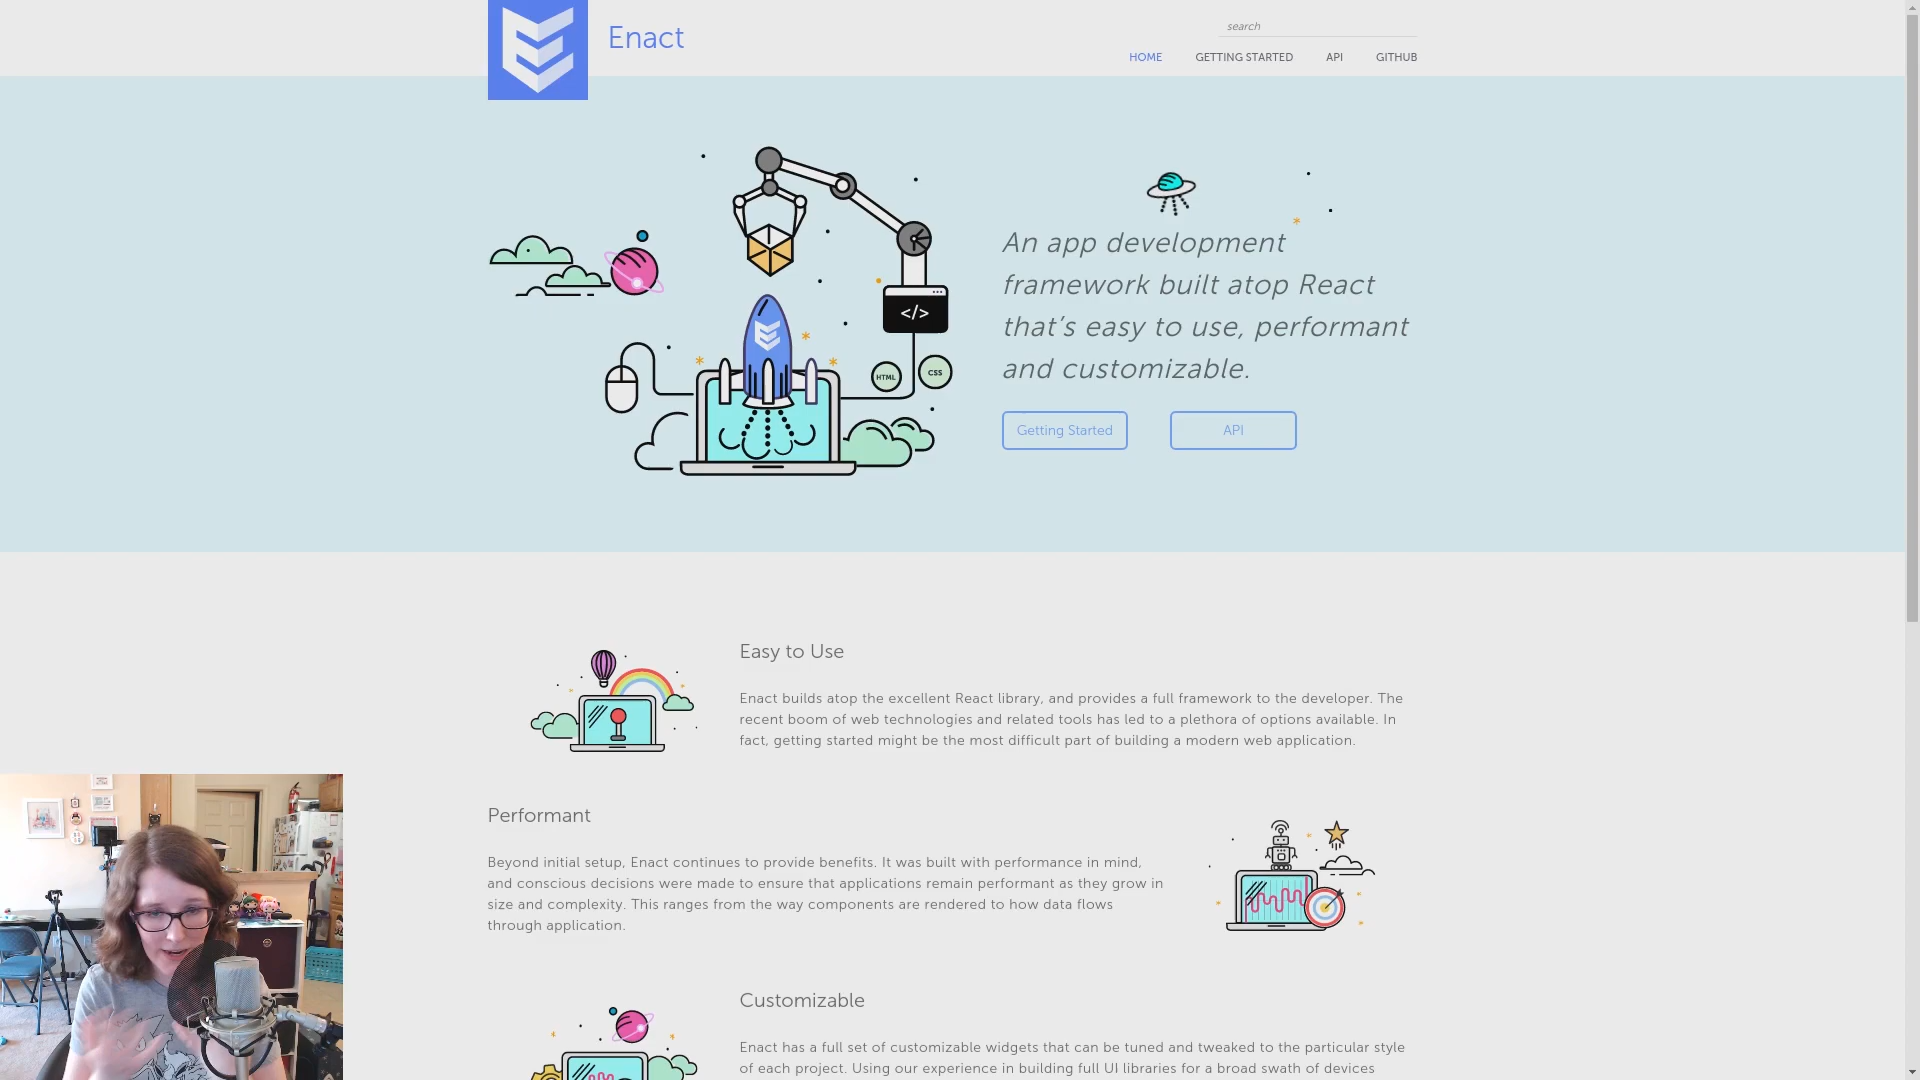 Enact
search
HOME
GETTING STARTED
API
GITHUB
An app development
framework built atop React
that's easy to use, performant
and customizable.
</>
HTML
CSS
Getting Started
API
Easy to Use
Enact builds atop the excellent React library, and provides a full framework to the developer. The
recent boom of web technologies and related tools has led to a plethora of options available. In
fact, getting started might be the most difficult part of building a modern web application.
Performant
Beyond initial setup, Enact continues to provide benefits. It was built with performance in mind,
and conscious decisions were made to ensure that applications remain performant as they grow in
size and complexity. This ranges from the way components are rendered to how data flows
through application.
Customizable
Enact has a full set of customizable widgets that can be tuned and tweaked to the particular style
of each project. Using our experience in building full UI libraries for a broad swath of devices